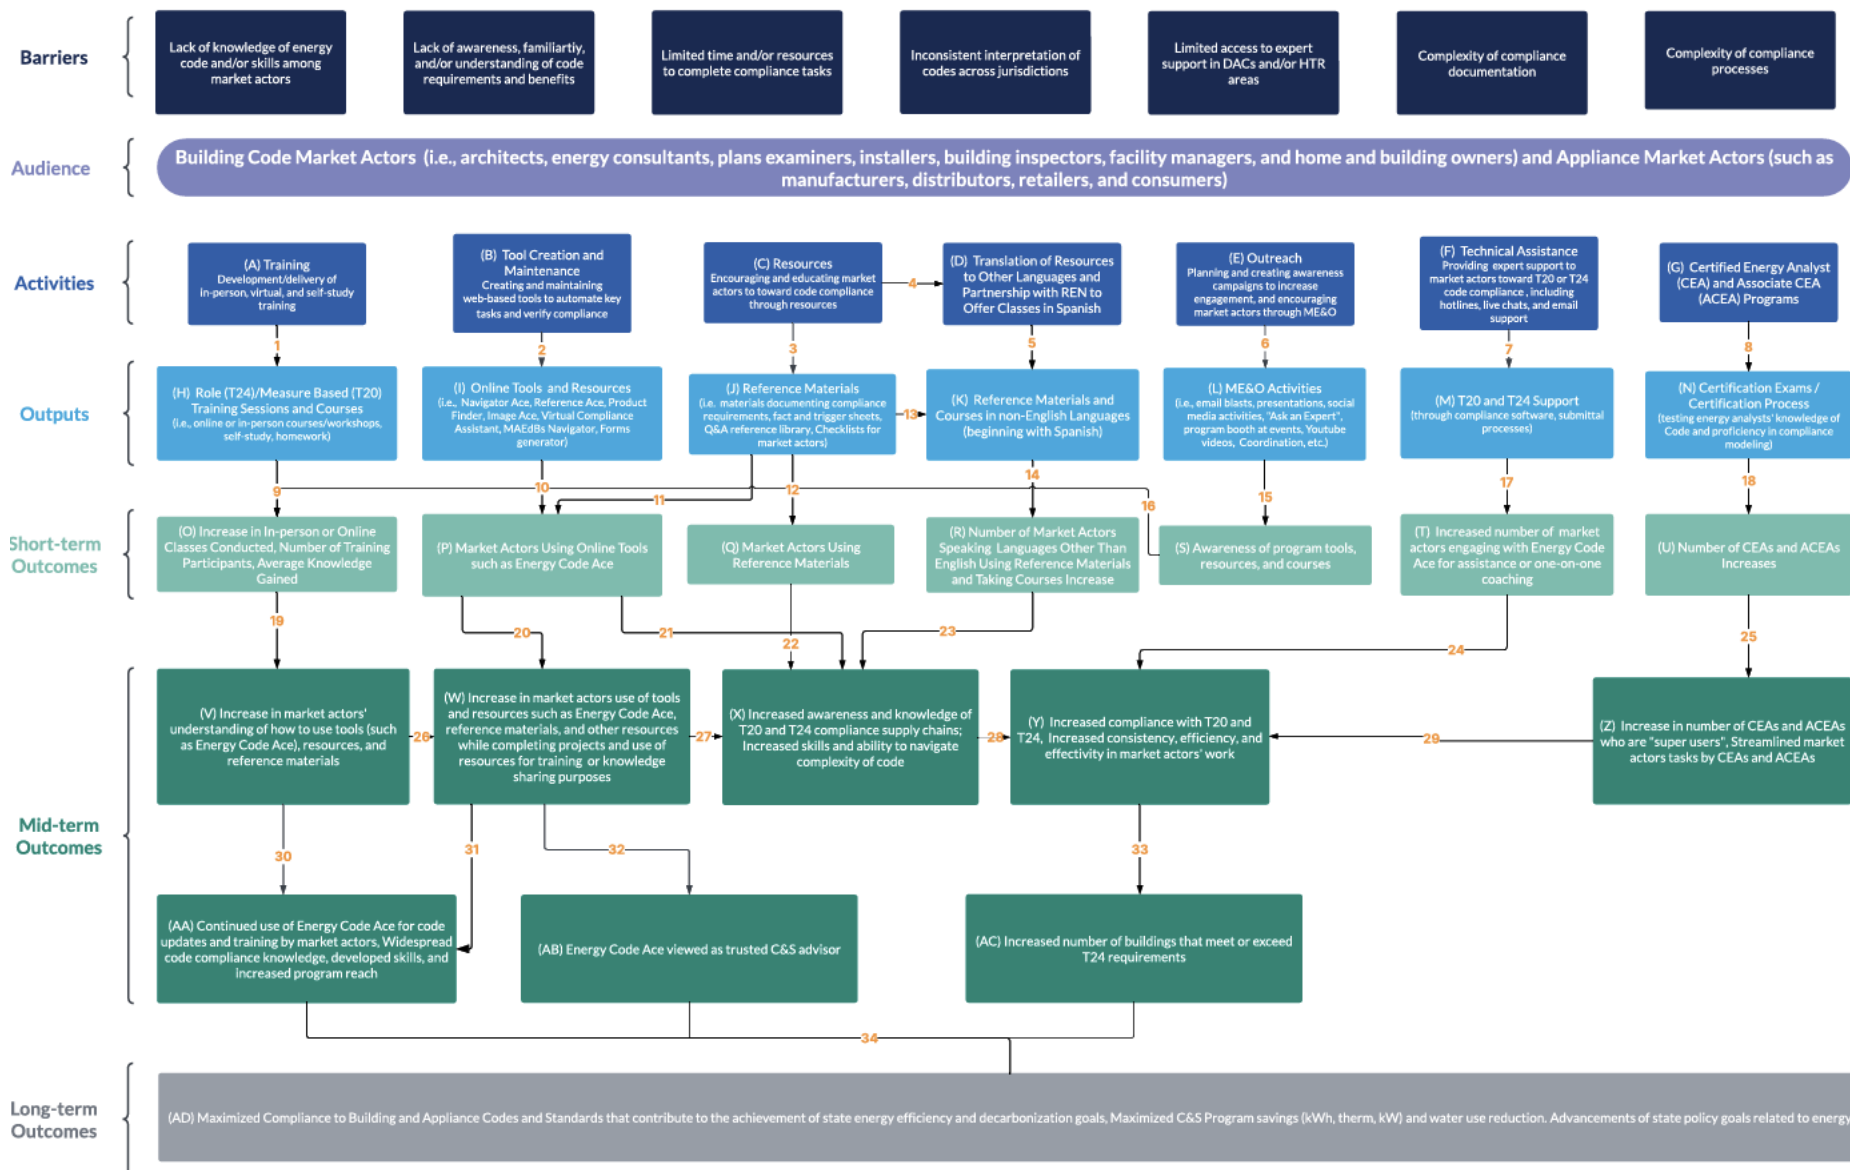 Barriers
Lack of knowledge of energy
code and/or skills among
market actors
Lack of awareness, familiartly,
and/or understanding of code
requirements and benefits
Limited time and/or resources
to complete compliance tasks
Inconsistent interpretation of
codes across jurisdictions
Limited access to expert
support in DACs and/or HTR
areas
Complexity of compliance
documentation
Complexity of compliance
processes
Audience
Building Code Market Actors (i.e., architects, energy consultants, plans examiners, installers, building inspectors, facility managers, and home and building owners) and Appliance Market Actors (such as
manufacturers, distributors, retailers, and consumers)
Activities
(A) Training
Development/delivery of
in-person, virtual, and self-study
training
(B) Tool Creation and
Maintenance
Creating and maintaining
web-based tools to automate key
tasks and verify compliance
(C) Resources
Encouraging and educating market
actors to toward code compliance
through resources
4
(D) Translation of Resources
to Other Languages and
Partnership with REN to
Offer Classes in Spanish
(E) Outreach
Planning and creating awareness
campaigns to increase
engagement, and encouraging
market actors through ME&O
(F) Technical Assistance
Providing expert support to
market actors toward T20 or T24
code compliance , including
hotlines, live chats, and email
support
(G) Certified Energy Analyst
(CEA) and Associate CEA
(ACEA) Programs
1
2
3
5
6
7
8
Outputs
(H) Role (T24)/Measure Based (T20)
Training Sessions and Courses
(i.e., online or in-person courses/workshops,
self-study, homework)
(I) Online Tools and Resources
(i.e., Navigator Ace, Reference Ace, Product
Finder, Image Ace, Virtual Compliance
Assistant, MAEdBs Navigator, Forms
generator)
(J) Reference Materials
(i.e. materials documenting compliance
requirements, fact and trigger sheets,
Q&A reference library, Checklists for
market actors)
13
(K) Reference Materials and
Courses in non-English Languages
(beginning with Spanish)
(L) ME&O Activities
(i.e., email blasts, presentations, social
media activities, "Ask an Expert",
program booth at events, Youtube
videos, Coordination, etc.)
(M) T20 and T24 Support
(through compliance software, submittal
processes)
(N) Certification Exams /
Certification Process
(testing energy analysts' knowledge of
Code and proficiency in compliance
modeling)
9
10
11
12
14
15
16
17
18
Short-term
Outcomes
(O) Increase in In-person or Online
Classes Conducted, Number of Training
Participants, Average Knowledge
Gained
(P) Market Actors Using Online Tools
such as Energy Code Ace
(Q) Market Actors Using
Reference Materials
(R) Number of Market Actors
Speaking Languages Other Than
English Using Reference Materials
and Taking Courses Increase
(S) Awareness of program tools,
resources, and courses
(T) Increased number of market
actors engaging with Energy Code
Ace for assistance or one-on-one
coaching
(U) Number of CEAs and ACEAs
Increases
19
20
21
22
23
24
25
Mid-term
Outcomes
(V) Increase in market actors'
understanding of how to use tools (such
as Energy Code Ace), resources, and
reference materials
26
(W) Increase in market actors use of tools
and resources such as Energy Code Ace,
reference materials, and other resources
while completing projects and use of
resources for training or knowledge
sharing purposes
27
(X) Increased awareness and knowledge of
T20 and T24 compliance supply chains;
Increased skills and ability to navigate
complexity of code
28
(Y) Increased compliance with T20 and
T24, Increased consistency, efficiency, and
effectivity in market actors' work
29
(Z) Increase in number of CEAs and ACEAs
who are "super users", Streamlined market
actors tasks by CEAs and ACEAs
30
31
32
33
(AA) Continued use of Energy Code Ace for code
updates and training by market actors, Widespread
code compliance knowledge, developed skills, and
increased program reach
(AB) Energy Code Ace viewed as trusted C&S advisor
(AC) Increased number of buildings that meet or exceed
T24 requirements
34
Long-term
Outcomes
(AD) Maximized Compliance to Building and Appliance Codes and Standards that contribute to the achievement of state energy efficiency and decarbonization goals, Maximized C&S Program savings (kWh, therm, kW) and water use reduction. Advancements of state policy goals related to energy